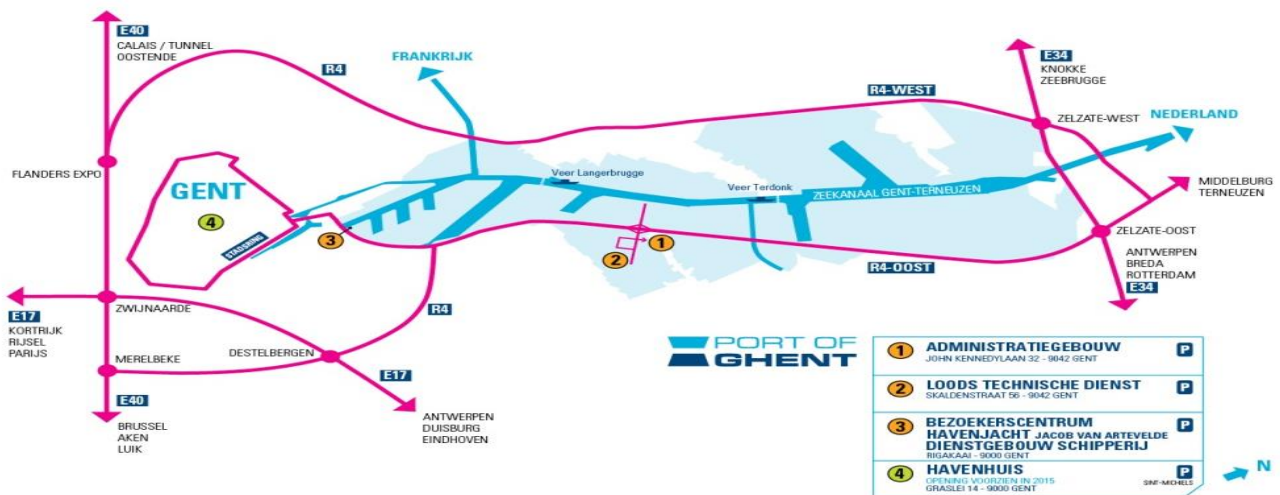 E40
CALAIS / TUNNEL
OOSTENDE
R4
FRANKRIJK
R4-WEST
E34
KNOKKE
ZEEBRUGGE
ZELZATE-WEST
NEDERLAND
FLANDERS EXPO
GENT
4
STADSRING
3
Veer Langerbrugge
Veer Terdonk
ZEEKANAAL GENT-TERNEUZEN
MIDDELBURG
TERNEUZEN
1
2
R4-OOST
ZELZATE-OOST
ANTWERPEN
BREDA
ROTTERDAM
E34
E17
KORTRIJK
RIJSEL
PARIJS
ZWIJNAARDE
R4
MERELBEKE
DESTELBERGEN
E17
ANTWERPEN
DUISBURG
EINDHOVEN
E40
BRUSSEL
AKEN
LUIK
PORT OF
GHENT
1 ADMINISTRATIEGEBOUW P
JOHN KENNEDYLAAN 32 - 9042 GENT
2 LOODS TECHNISCHE DIENST P
SKALDENSTRAAT 56 - 9042 GENT
3 BEZOEKERSCENTRUM P
HAVENJACHT JACOB VAN ARTEVELDE
DIENSTGEBOUW SCHIPPERIJ
RIGAKAAI - 9000 GENT
4 HAVENHUIS P
OPENING VOORZIEN IN 2015 SINT-MICHIELS
GRASLEI 14 - 9000 GENT
N